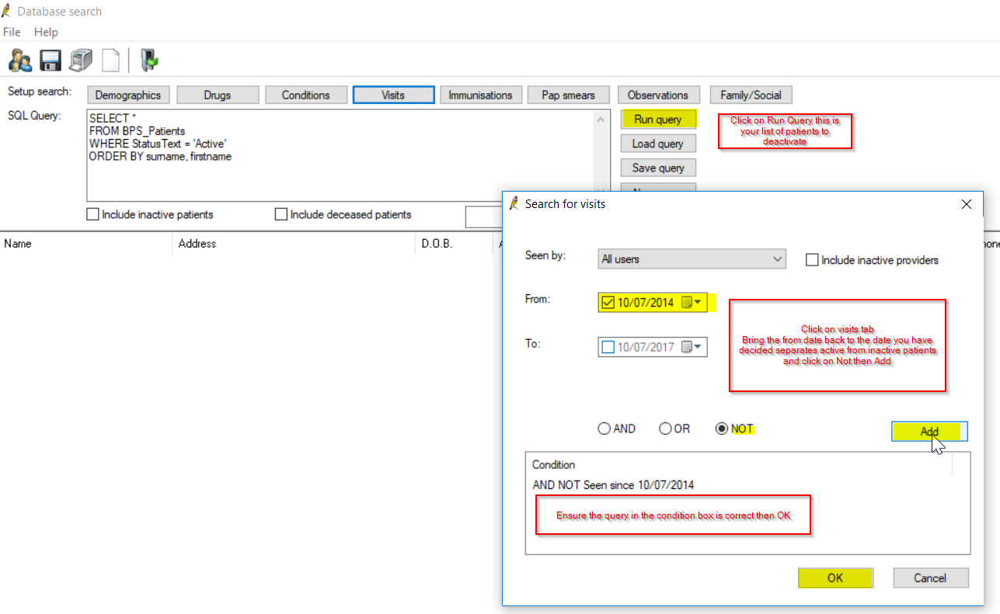 Database search
File Help
Setup search:
Demographics
Drugs
Conditions
Visits
Immunisations
Pap smears
Observations
Family/Social
SQL Query:
SELECT *
FROM BPS_Patients
WHERE StatusText = 'Active'
ORDER BY surname, firstname
Run query
Load query
Save query
Click on Run Query this is
your list of patients to
deactivate
Include inactive patients
Include deceased patients
Name
Address
D.O.B.
Search for visits
Seen by:
All users
Include inactive providers
From:
10/07/2014
To:
10/07/2017
Click on visits tab
Bring the from date back to the date you have
decided separates active from inactive patients
and click on Not then Add
AND
OR
NOT
Add
Condition
AND NOT Seen since 10/07/2014
Ensure the query in the condition box is correct then OK
OK
Cancel